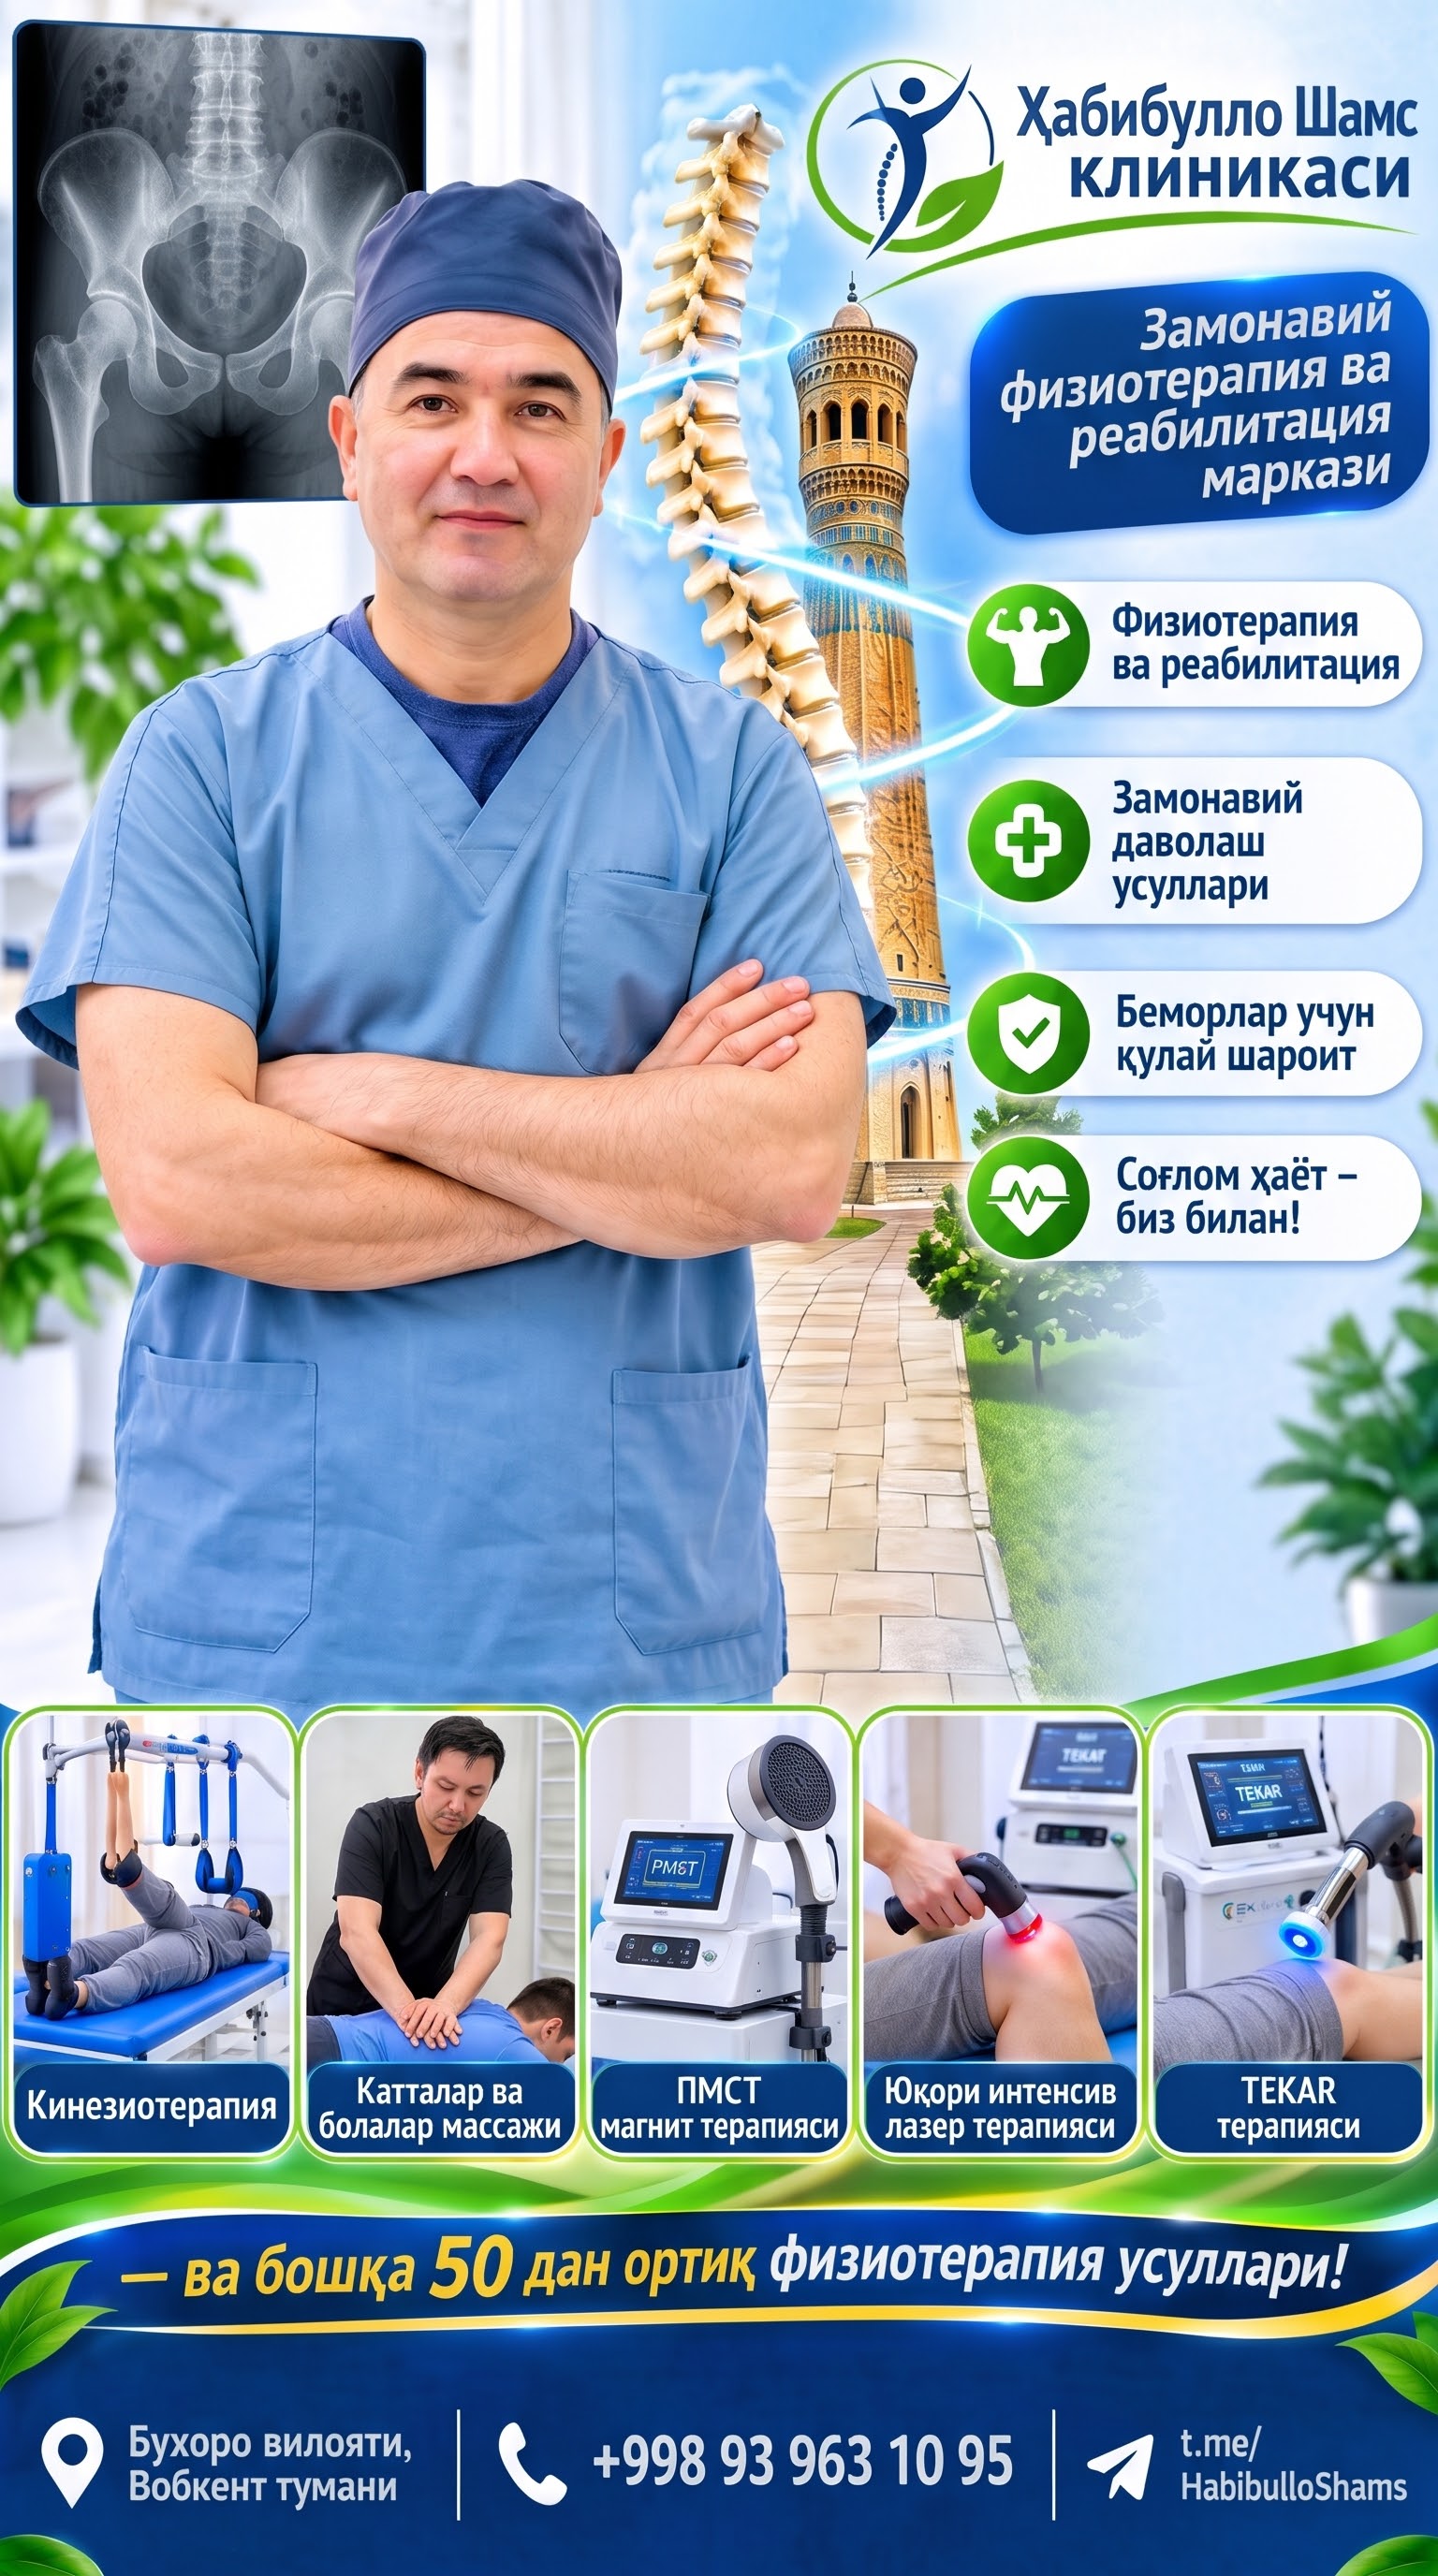 Ҳабибулло Шамс
клиникаси
Замонавий
физиотерапия ва
реабилитация
маркази
Физиотерапия
ва реабилитация
Замонавий
даволаш
усуллари
Беморлар учун
қулай шароит
Соғлом ҳаёт –
биз билан!
TEKAR
Кинезиотерапия
Катталар ва
болалар массажи
ПМСТ
магнит терапияси
Юқори интенсив
лазер терапияси
TEKAR
терапияси
— ва бошқа 50 дан ортиқ физиотерапия усуллари!
Бухоро вилояти,
Вобкент тумани
+998 93 963 10 95
t.me/
HabibulloShams